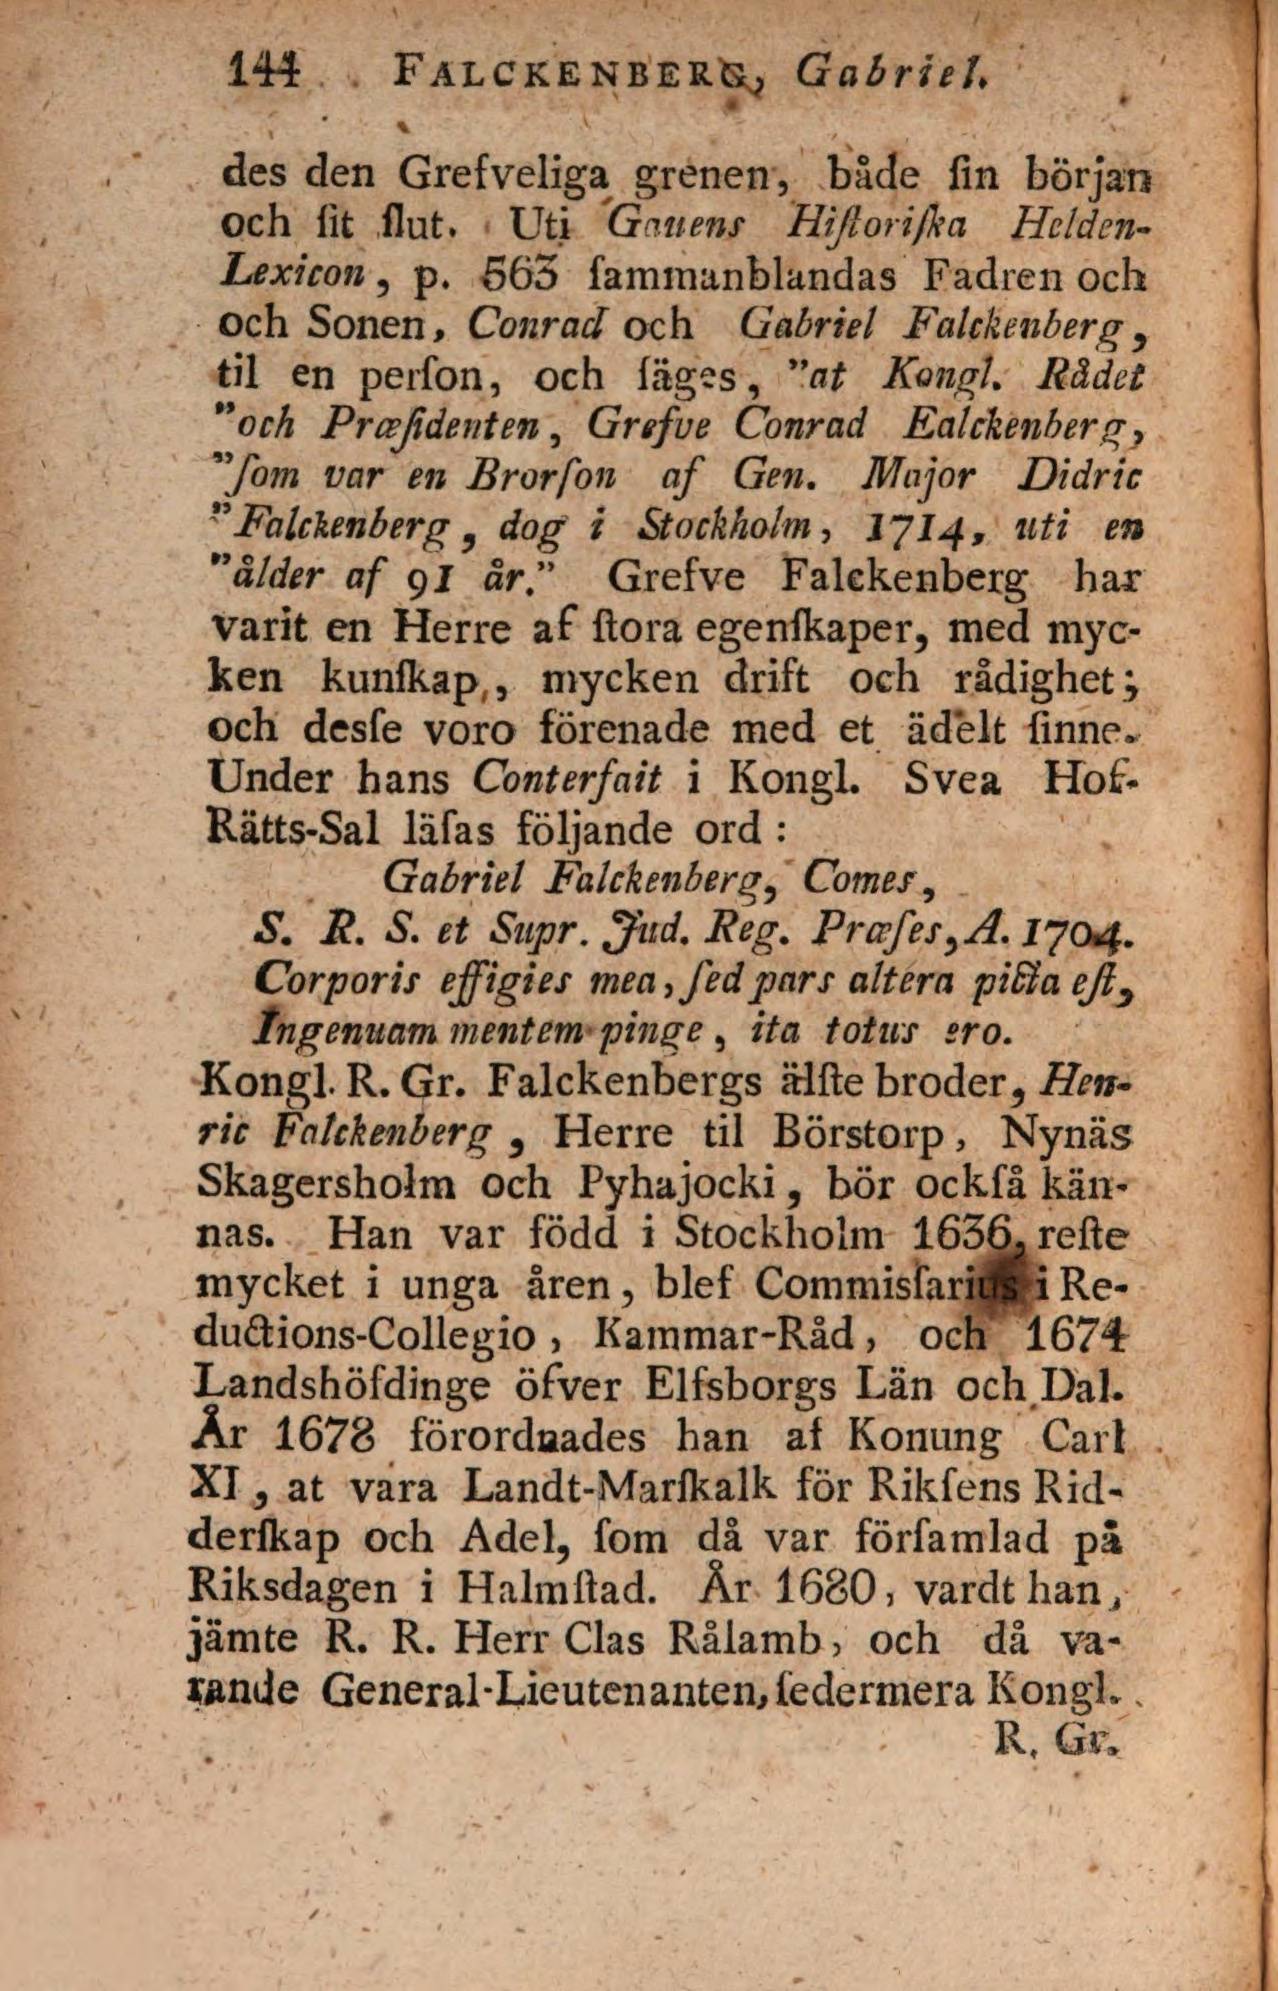 144 FALCKENBERG, Gabriel.
des den Grefveliga grenen, både ſin början
och ſit ſlut. Uti Gauens Hiſtoriſka Helden-
Lexicon, p. 563 ſammanblandas Fadren och
och Sonen, Conrad och Gabriel Falckenberg,
til en perſon, och ſäges, ”at Kongl. Rådet
”och Præſidenten, Grefve Conrad Ealckenberg,
”ſom var en Brorſon af Gen. Major Didric
”Falckenberg, dog i Stockholm, 1714, uti en
”ålder af 91 år.” Grefve Falckenberg har
varit en Herre af ſtora egenſkaper, med myc-
ken kunſkap, mycken drift och rådighet;
och desſe voro förenade med et ädelt ſinne.
Under hans Conterfait i Kongl. Svea Hof-
Rätts-Sal läſas följande ord:
Gabriel Falckenberg, Comes,
S. R. S. et Supr. Jud. Reg. Præſes, A. 1704.
Corporis effigies mea, ſed pars altera picta eſt,
Ingenuam mentem pinge, ita totus ero.
Kongl. R. Gr. Falckenbergs älſte broder, Hen-
ric Falckenberg, Herre til Börstorp, Nynäs
Skagersholm och Pyhajocki, bör ockſå kän-
nas. Han var född i Stockholm 1636, reſte
mycket i unga åren, blef Commisſarius i Re-
ductions-Collegio, Kammar-Råd, och 1674
Landshöfdinge öfver Elfsborgs Län och Dal.
År 1678 förordnades han af Konung Carl
XI, at vara Landt-Marſkalk för Rikſens Rid-
derſkap och Adel, ſom då var förſamlad på
Riksdagen i Halmſtad. År 1680, vardt han,
jämte R. R. Herr Clas Rålamb, och då va-
rande General-Lieutenanten, ſedermera Kongl.
R. Gr.